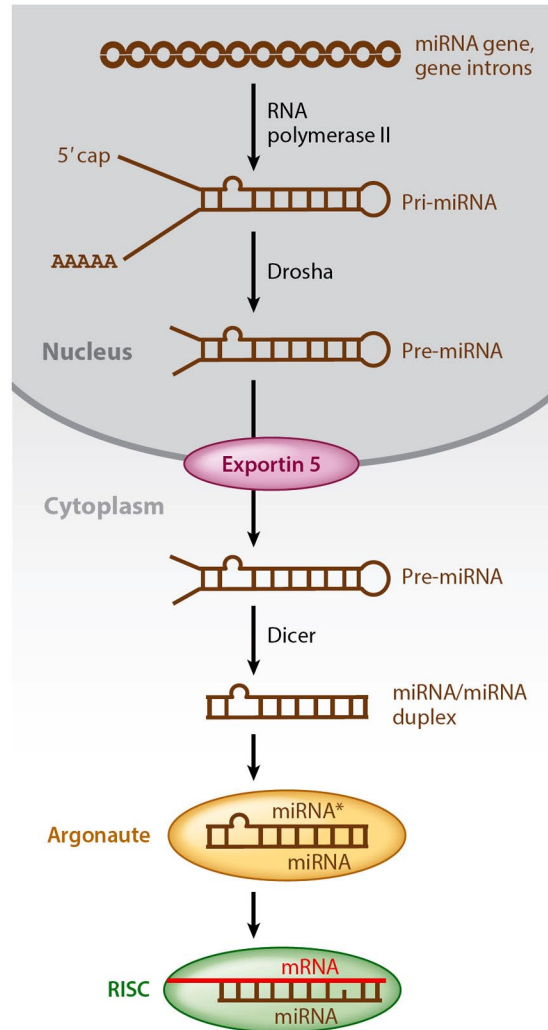 miRNA gene,
gene introns
RNA
polymerase II
5' cap
Pri-miRNA
AAAAA
Drosha
Nucleus
Pre-miRNA
Exportin 5
Cytoplasm
Pre-miRNA
Dicer
miRNA/miRNA
duplex
miRNA*
Argonaute
miRNA
mRNA
RISC
miRNA